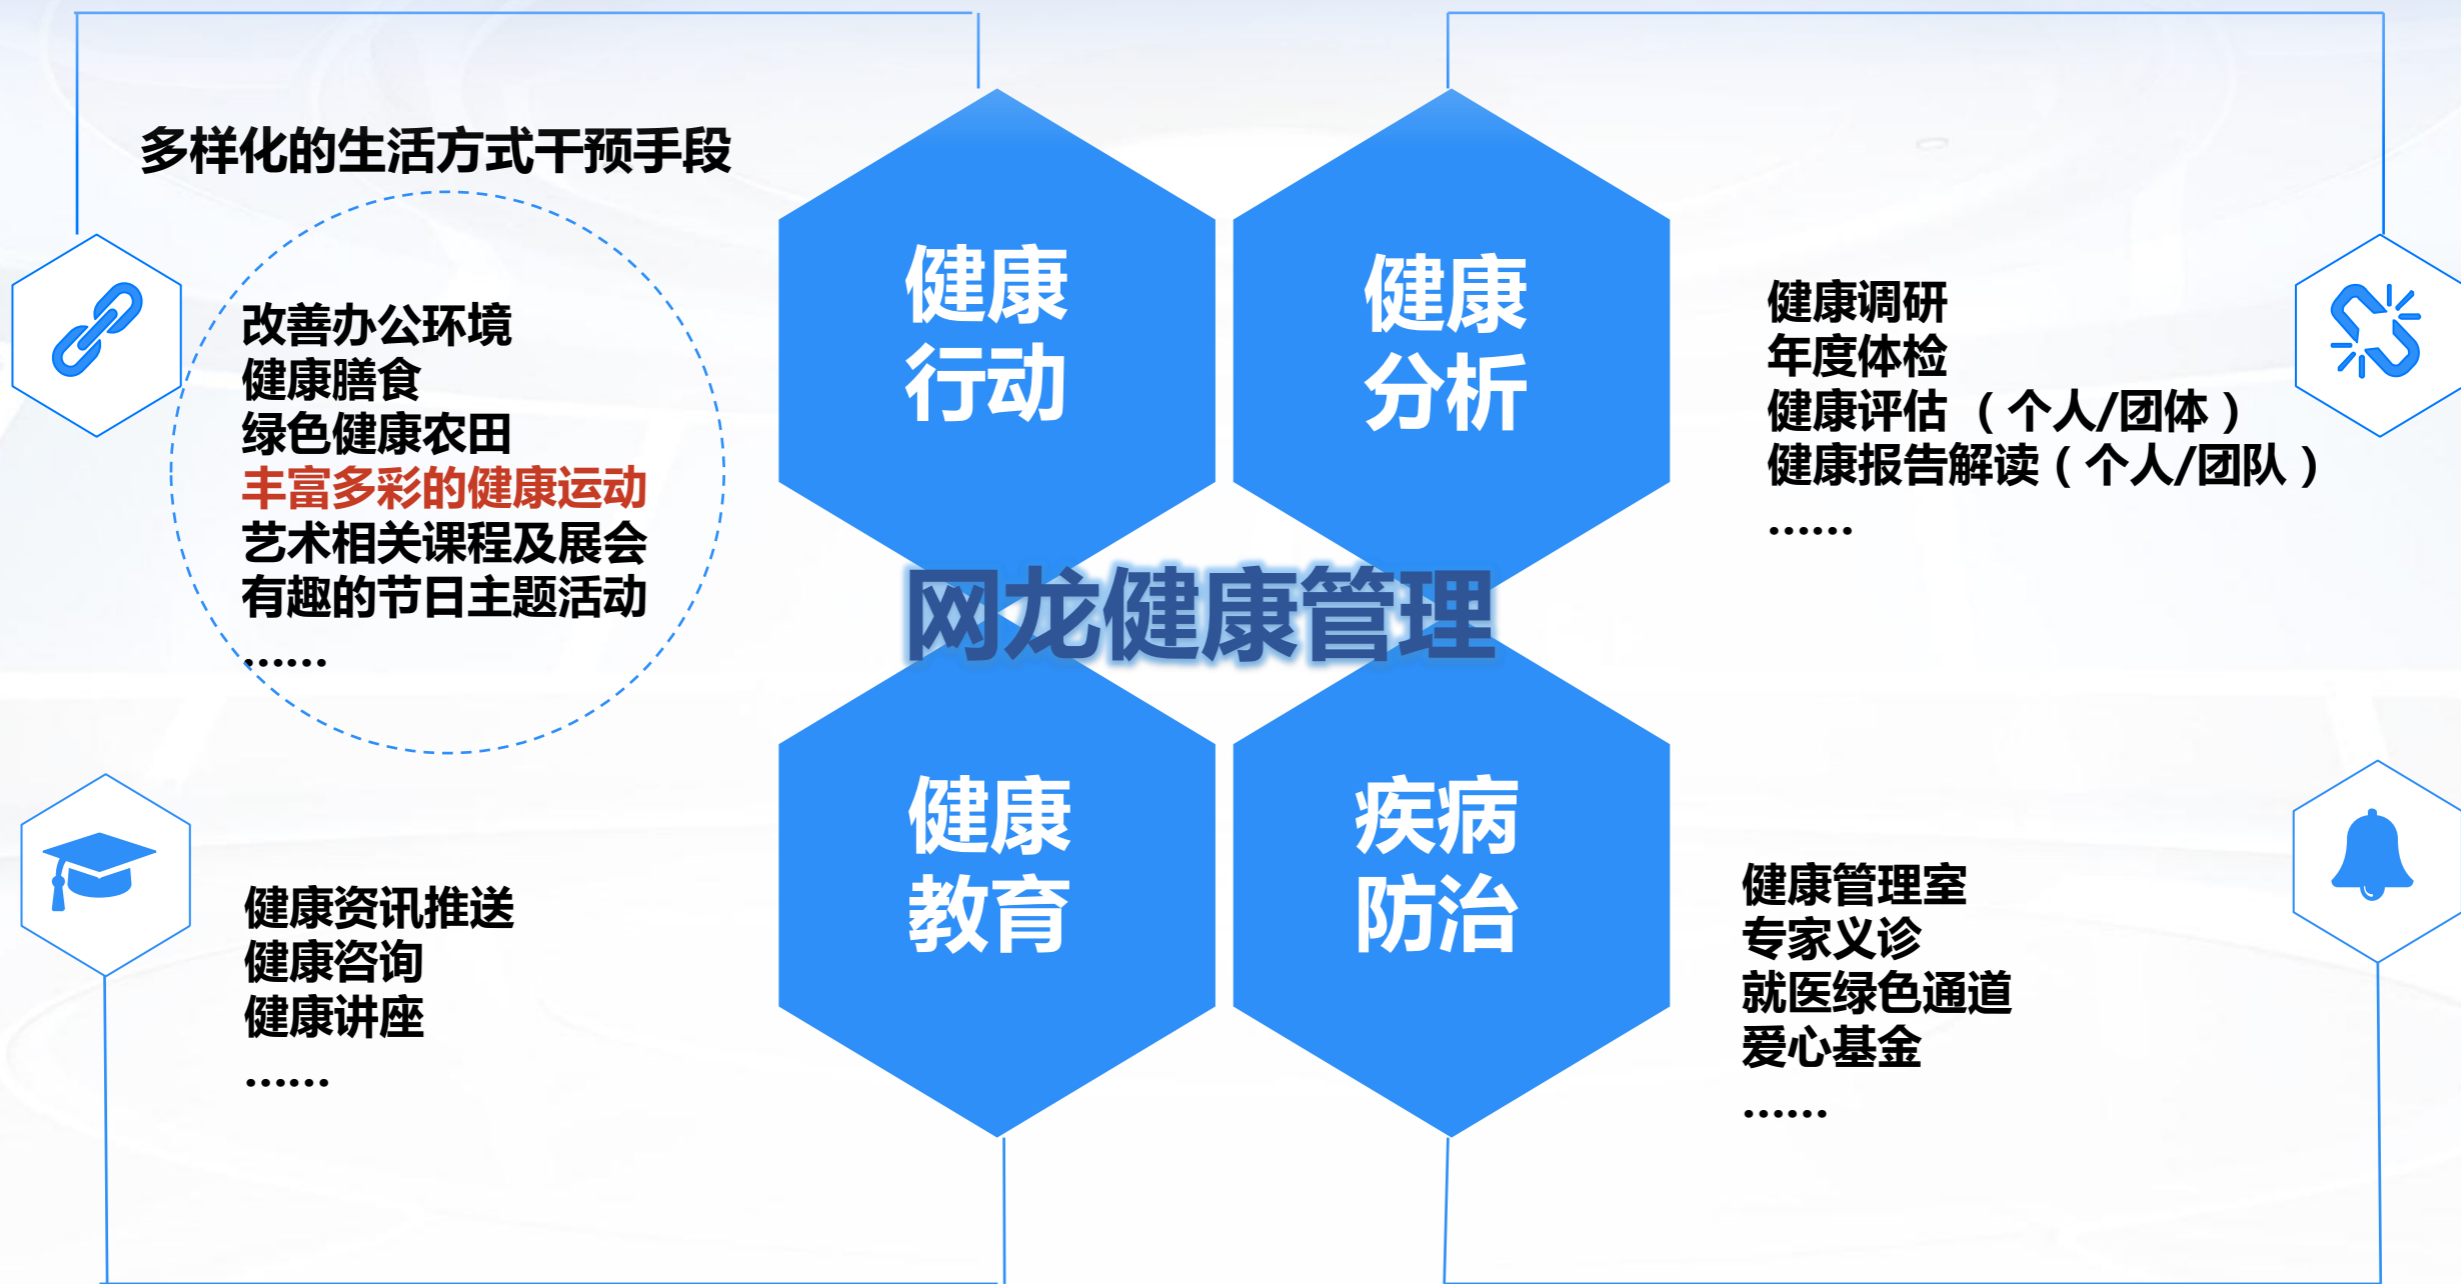 多样化的生活方式干预手段
改善办公环境
健康膳食
绿色健康农田
丰富多彩的健康运动
艺术相关课程及展会
有趣的节日主题活动
……
健康
行动
健康
分析
健康调研
年度体检
健康评估 （个人/团体）
健康报告解读（个人/团队）
……
网龙健康管理
健康资讯推送
健康咨询
健康讲座
……
健康
教育
疾病
防治
健康管理室
专家义诊
就医绿色通道
爱心基金
……